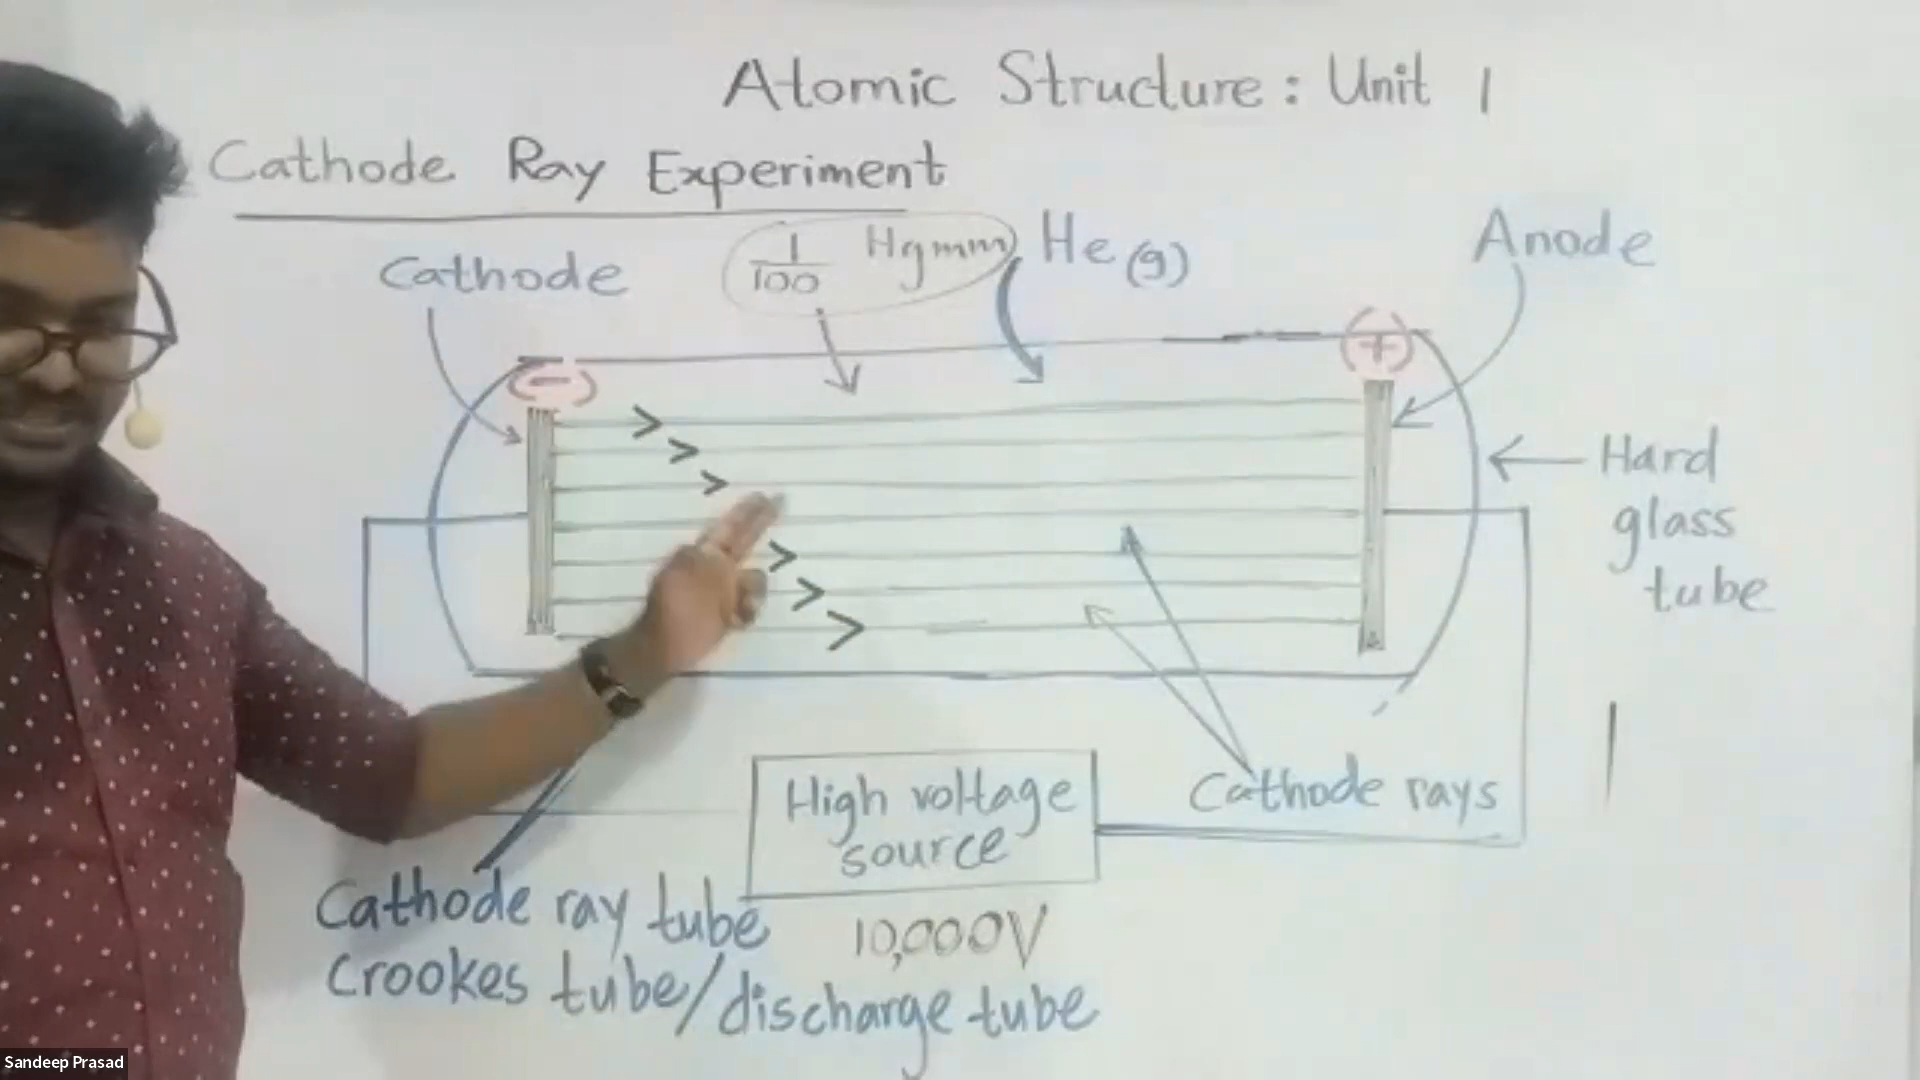 Atomic Structure: Unit 1
Cathode Ray Experiment
Cathode
1/100 Hgmm
He (g)
Anode
(-)
(+)
Hard
glass
tube
High voltage
source
Cathode rays
Cathode ray tube
10,000V
Crookes tube/discharge tube
Sandeep Prasad